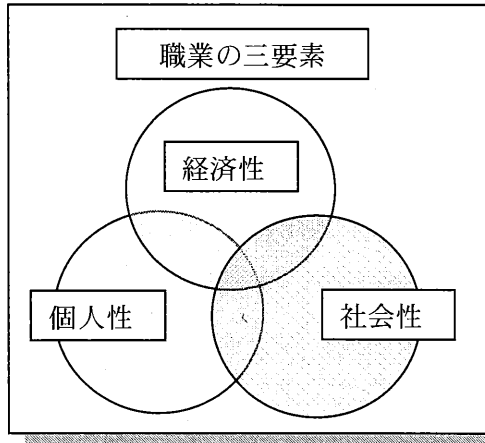 職業の三要素
経済性
個人性
社会性